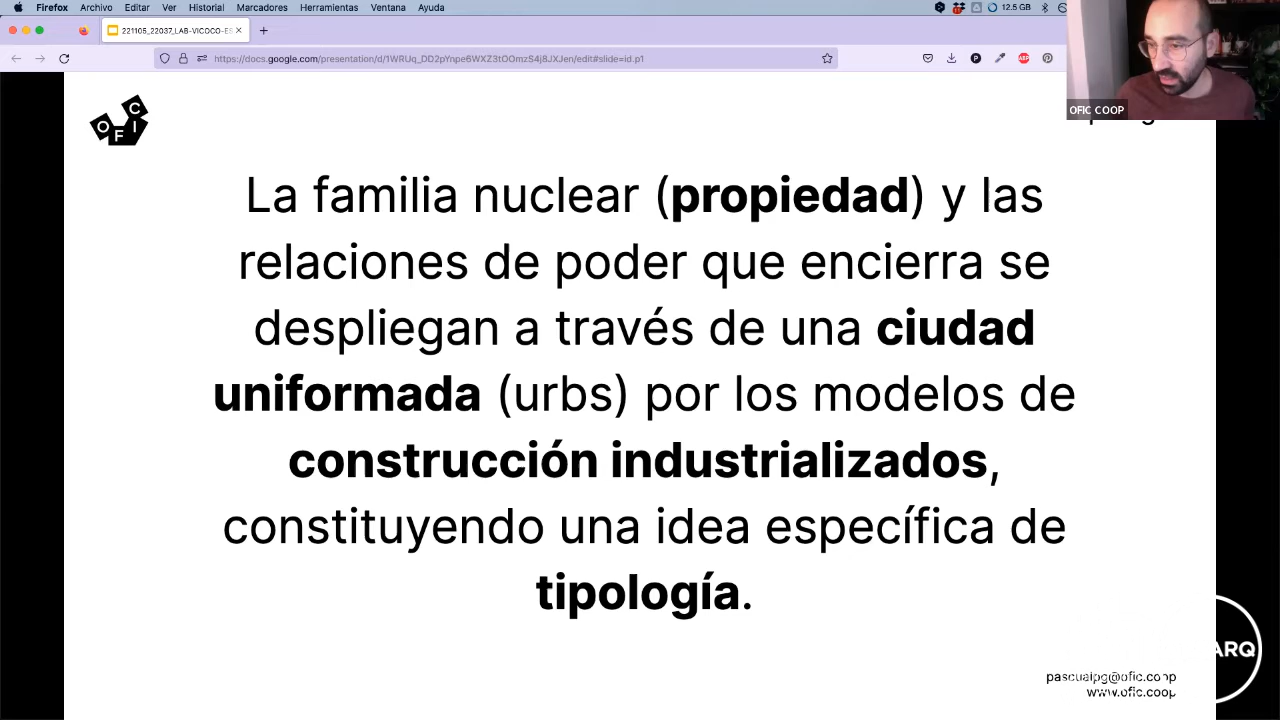 Firefox Archivo Editar Ver Historial Marcadores Herramientas Ventana Ayuda 12.5 GB
221105_22037_LAB-VICOCO-ES
https://docs.google.com/presentation/d/1WRUq_DD2pYnpe6WXZ3tOOmzS4j8JXJen/edit#slide=id.p1
ABP
OFIC COOP
OFIC
La familia nuclear (propiedad) y las
relaciones de poder que encierra se
despliegan a través de una ciudad
uniformada (urbs) por los modelos de
construcción industrializados,
constituyendo una idea específica de
tipología.
ARQ
pascualpg@ofic.coop
www.ofic.coop